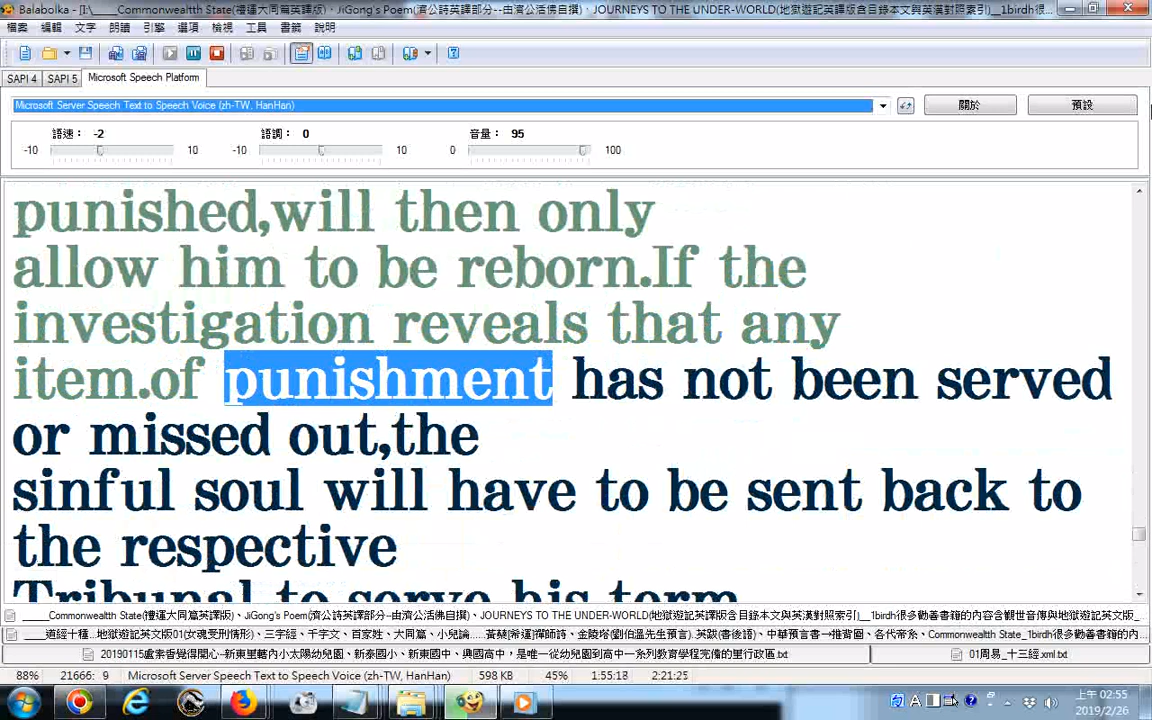 Balabolka - [I:\_____Commonwealtth State(禮運大同篇英譯版)、JiGong's Poem(濟公詩英譯部分--由濟公活佛自撰)、JOURNEYS TO THE UNDER-WORLD(地獄遊記英譯版含目錄本文與英漢對照索引)__1birdh很...
檔案 編輯 文字 朗讀 引擎 選項 檢視 工具 書籤 說明
SAPI 4 SAPI 5 Microsoft Speech Platform
Microsoft Server Speech Text to Speech Voice (zh-TW, HanHan) 關於 預設
語速： -2 語調： 0 音量： 95
-10 10 -10 10 0 100
punished,will then only
allow him to be reborn.If the
investigation reveals that any
item.of punishment has not been served
or missed out,the
sinful soul will have to be sent back to
the respective
Tribunal to serve his term
_____Commonwealtth State(禮運大同篇英譯版)、JiGong's Poem(濟公詩英譯部分--由濟公活佛自撰)、JOURNEYS TO THE UNDER-WORLD(地獄遊記英譯版含目錄本文與英漢對照索引)__1birdh很多勸善書籍的內容含觀世音傳與地獄遊記英文版...
___道經十種...地獄遊記英文版01(女魂受刑情形)、三字經、千字文、百家姓、大同篇、小兒論......黃蘗(希運)禪師詩、金陵塔(劉伯溫先生預言).英譯(書後語)、中華預言書一推背圖、各代帝系、Commonwealth State_1birdh很多勸善書籍的內...
20190115盧素香覺得開心--新東里轄內小太陽幼兒園、新泰國小、新東國中、興國高中，是唯一從幼兒園到高中一系列教育學程完備的里行政區.txt 01周易_十三經.xml.txt
88% 21666: 9 Microsoft Server Speech Text to Speech Voice (zh-TW, HanHan) 598 KB 45% 1:55:18 2:21:25
上午 02:55
2019/2/26